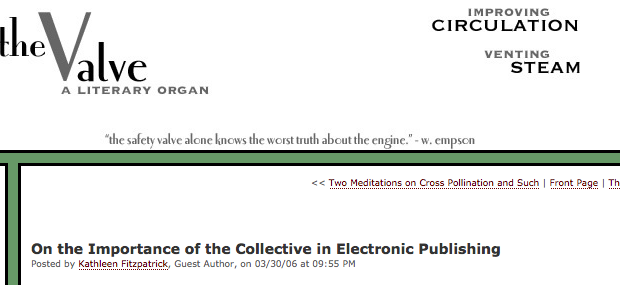 the Valve
A LITERARY ORGAN
IMPROVING
CIRCULATION
VENTING
STEAM
"the safety valve alone knows the worst truth about the engine." - w. empson
<< Two Meditations on Cross Pollination and Such | Front Page | Th
On the Importance of the Collective in Electronic Publishing
Posted by Kathleen Fitzpatrick, Guest Author, on 03/30/06 at 09:55 PM